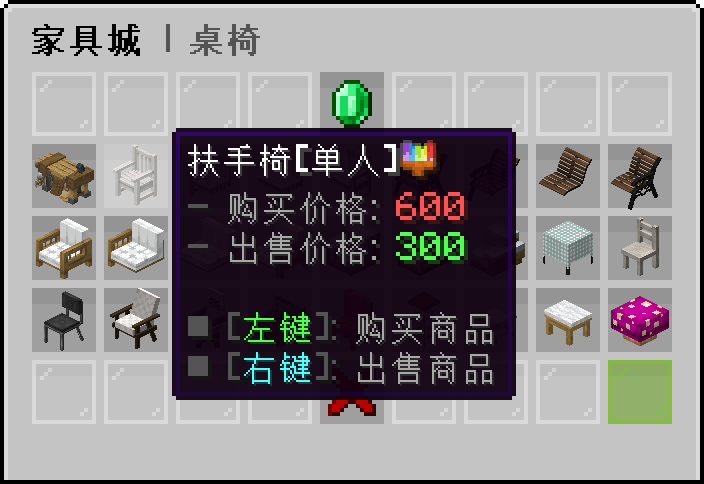 家具城 | 桌椅
扶手椅[单人]
- 购买价格: 600
- 出售价格: 300
■ [左键]: 购买商品
■ [右键]: 出售商品